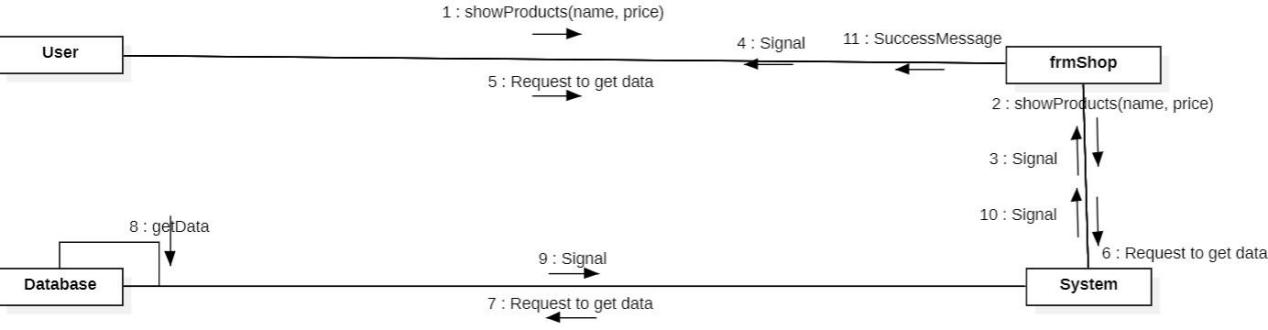 1 : showProducts(name, price)
4 : Signal
11 : SuccessMessage
User
frmShop
5 : Request to get data
2 : showProducts(name, price)
3 : Signal
10 : Signal
8 : getData
6 : Request to get data
9 : Signal
Database
System
7 : Request to get data